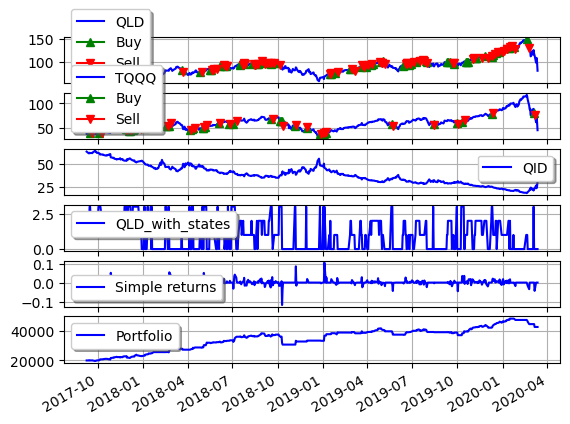 QLD
Buy
Sell
150
100
TQQQ
Buy
Sell
100
50
QID
50
25
QLD_with_states
2.5
0.0
Simple returns
0.1
0.0
−0.1
Portfolio
40000
20000
2017-10
2018-01
2018-04
2018-07
2018-10
2019-01
2019-04
2019-07
2019-10
2020-01
2020-04